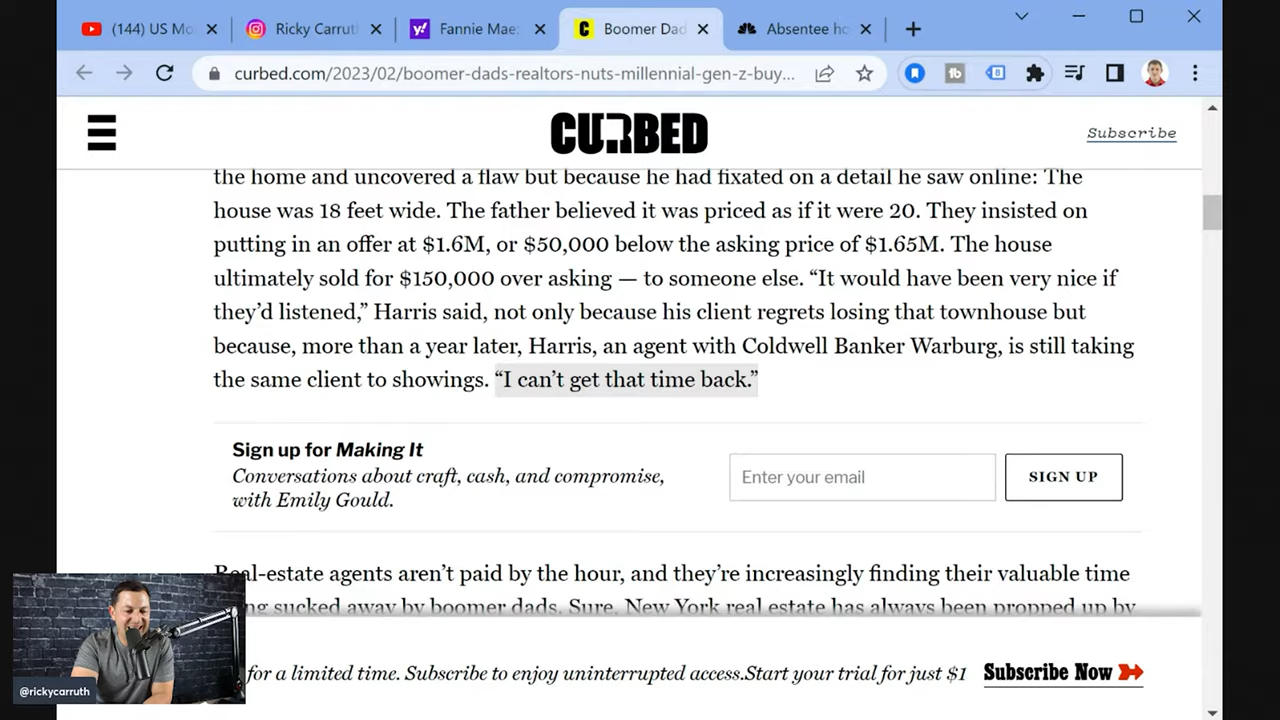 (144) US Mo
Ricky Carruth
Fannie Mae:
Boomer Dad
Absentee ho
curbed.com/2023/02/boomer-dads-realtors-nuts-millennial-gen-z-buy...
CURBED
Subscribe
the home and uncovered a flaw but because he had fixated on a detail he saw online: The
house was 18 feet wide. The father believed it was priced as if it were 20. They insisted on
putting in an offer at $1.6M, or $50,000 below the asking price of $1.65M. The house
ultimately sold for $150,000 over asking — to someone else. “It would have been very nice if
they’d listened,” Harris said, not only because his client regrets losing that townhouse but
because, more than a year later, Harris, an agent with Coldwell Banker Warburg, is still taking
the same client to showings. “I can’t get that time back.”
Sign up for Making It
Conversations about craft, cash, and compromise,
with Emily Gould.
Enter your email
SIGN UP
Real-estate agents aren’t paid by the hour, and they’re increasingly finding their valuable time
sucked away by boomer dads. Sure, New York real estate has always been propped up by
for a limited time. Subscribe to enjoy uninterrupted access.Start your trial for just $1
Subscribe Now
@rickycarruth